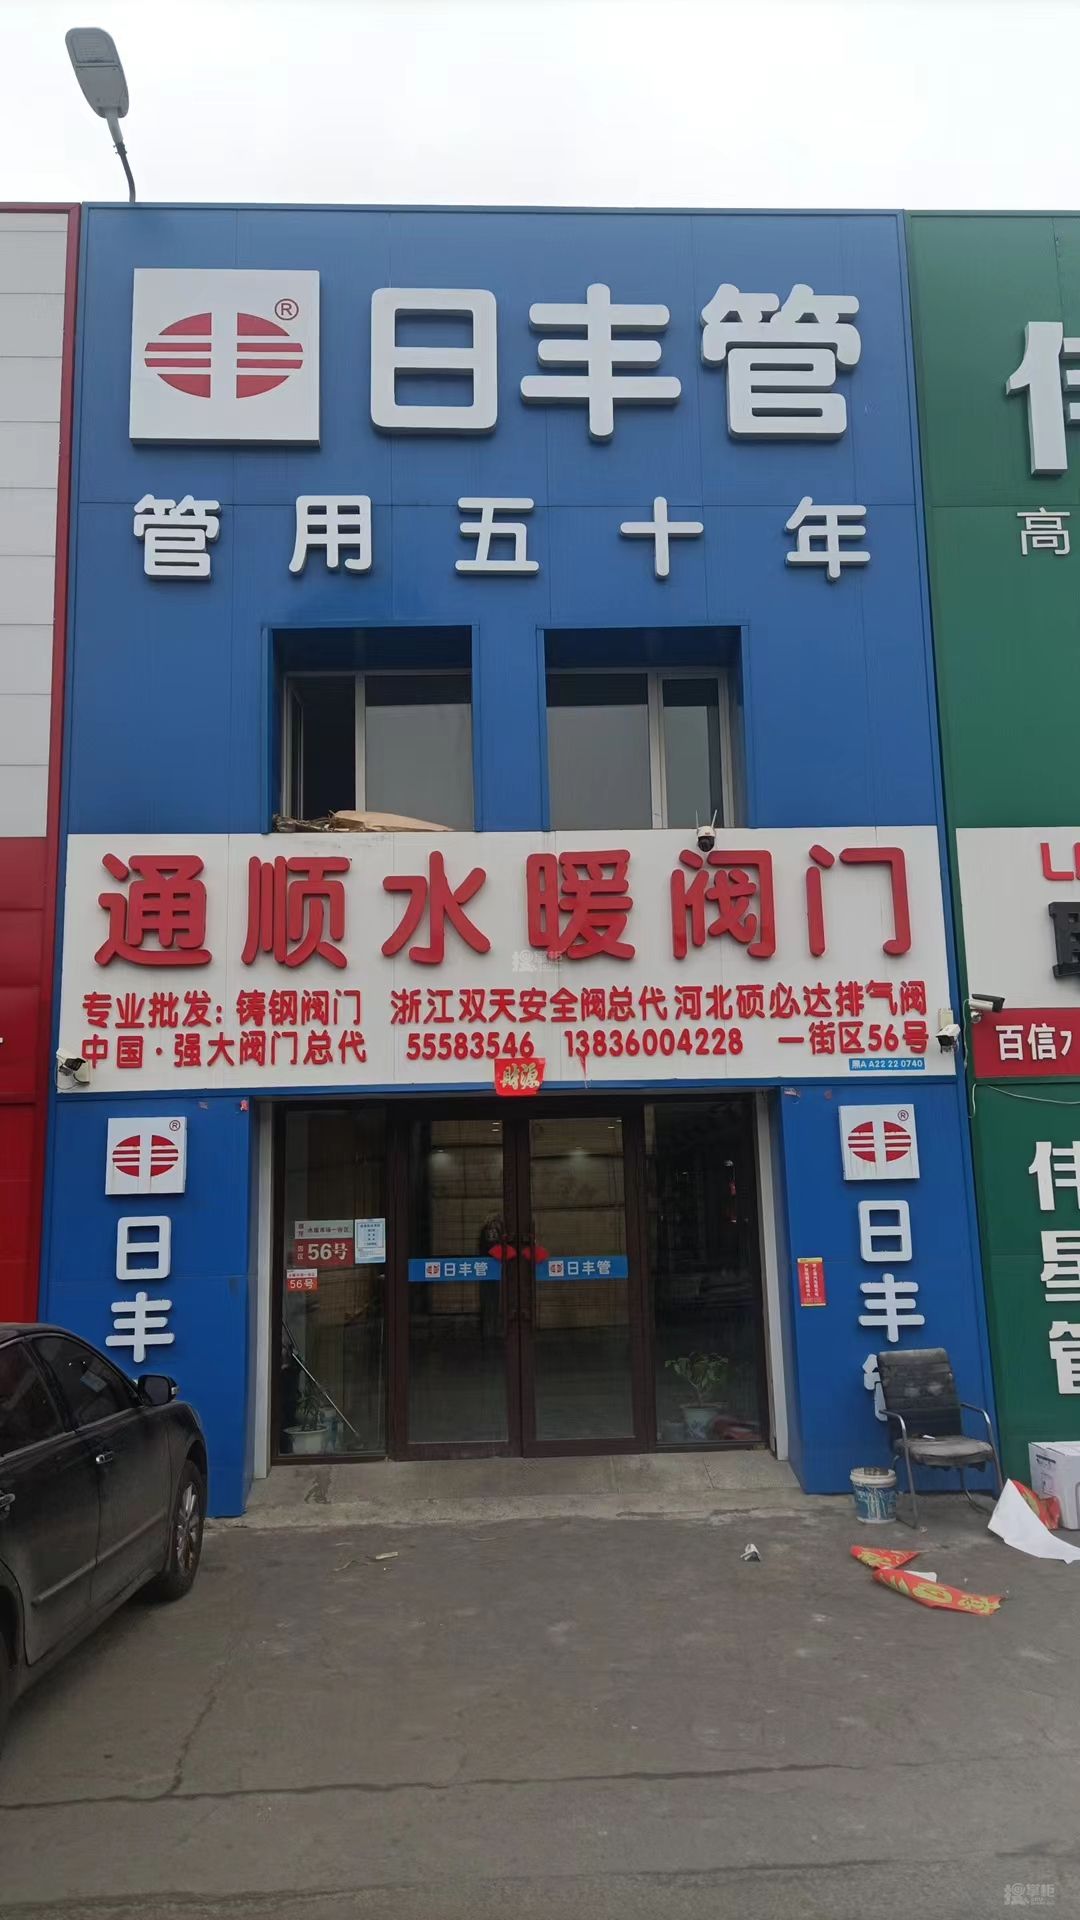 日丰管
管用五十年
通顺水暖阀门
专业批发：铸钢阀门 浙江双天安全阀总代 河北硕必达排气阀
中国·强大阀门总代 55583546 13836004228 一街区56号
黑A A22 22 0740
财源
高
百信7
日丰
56号
56号
日丰管
日丰管
日丰管
伟星管